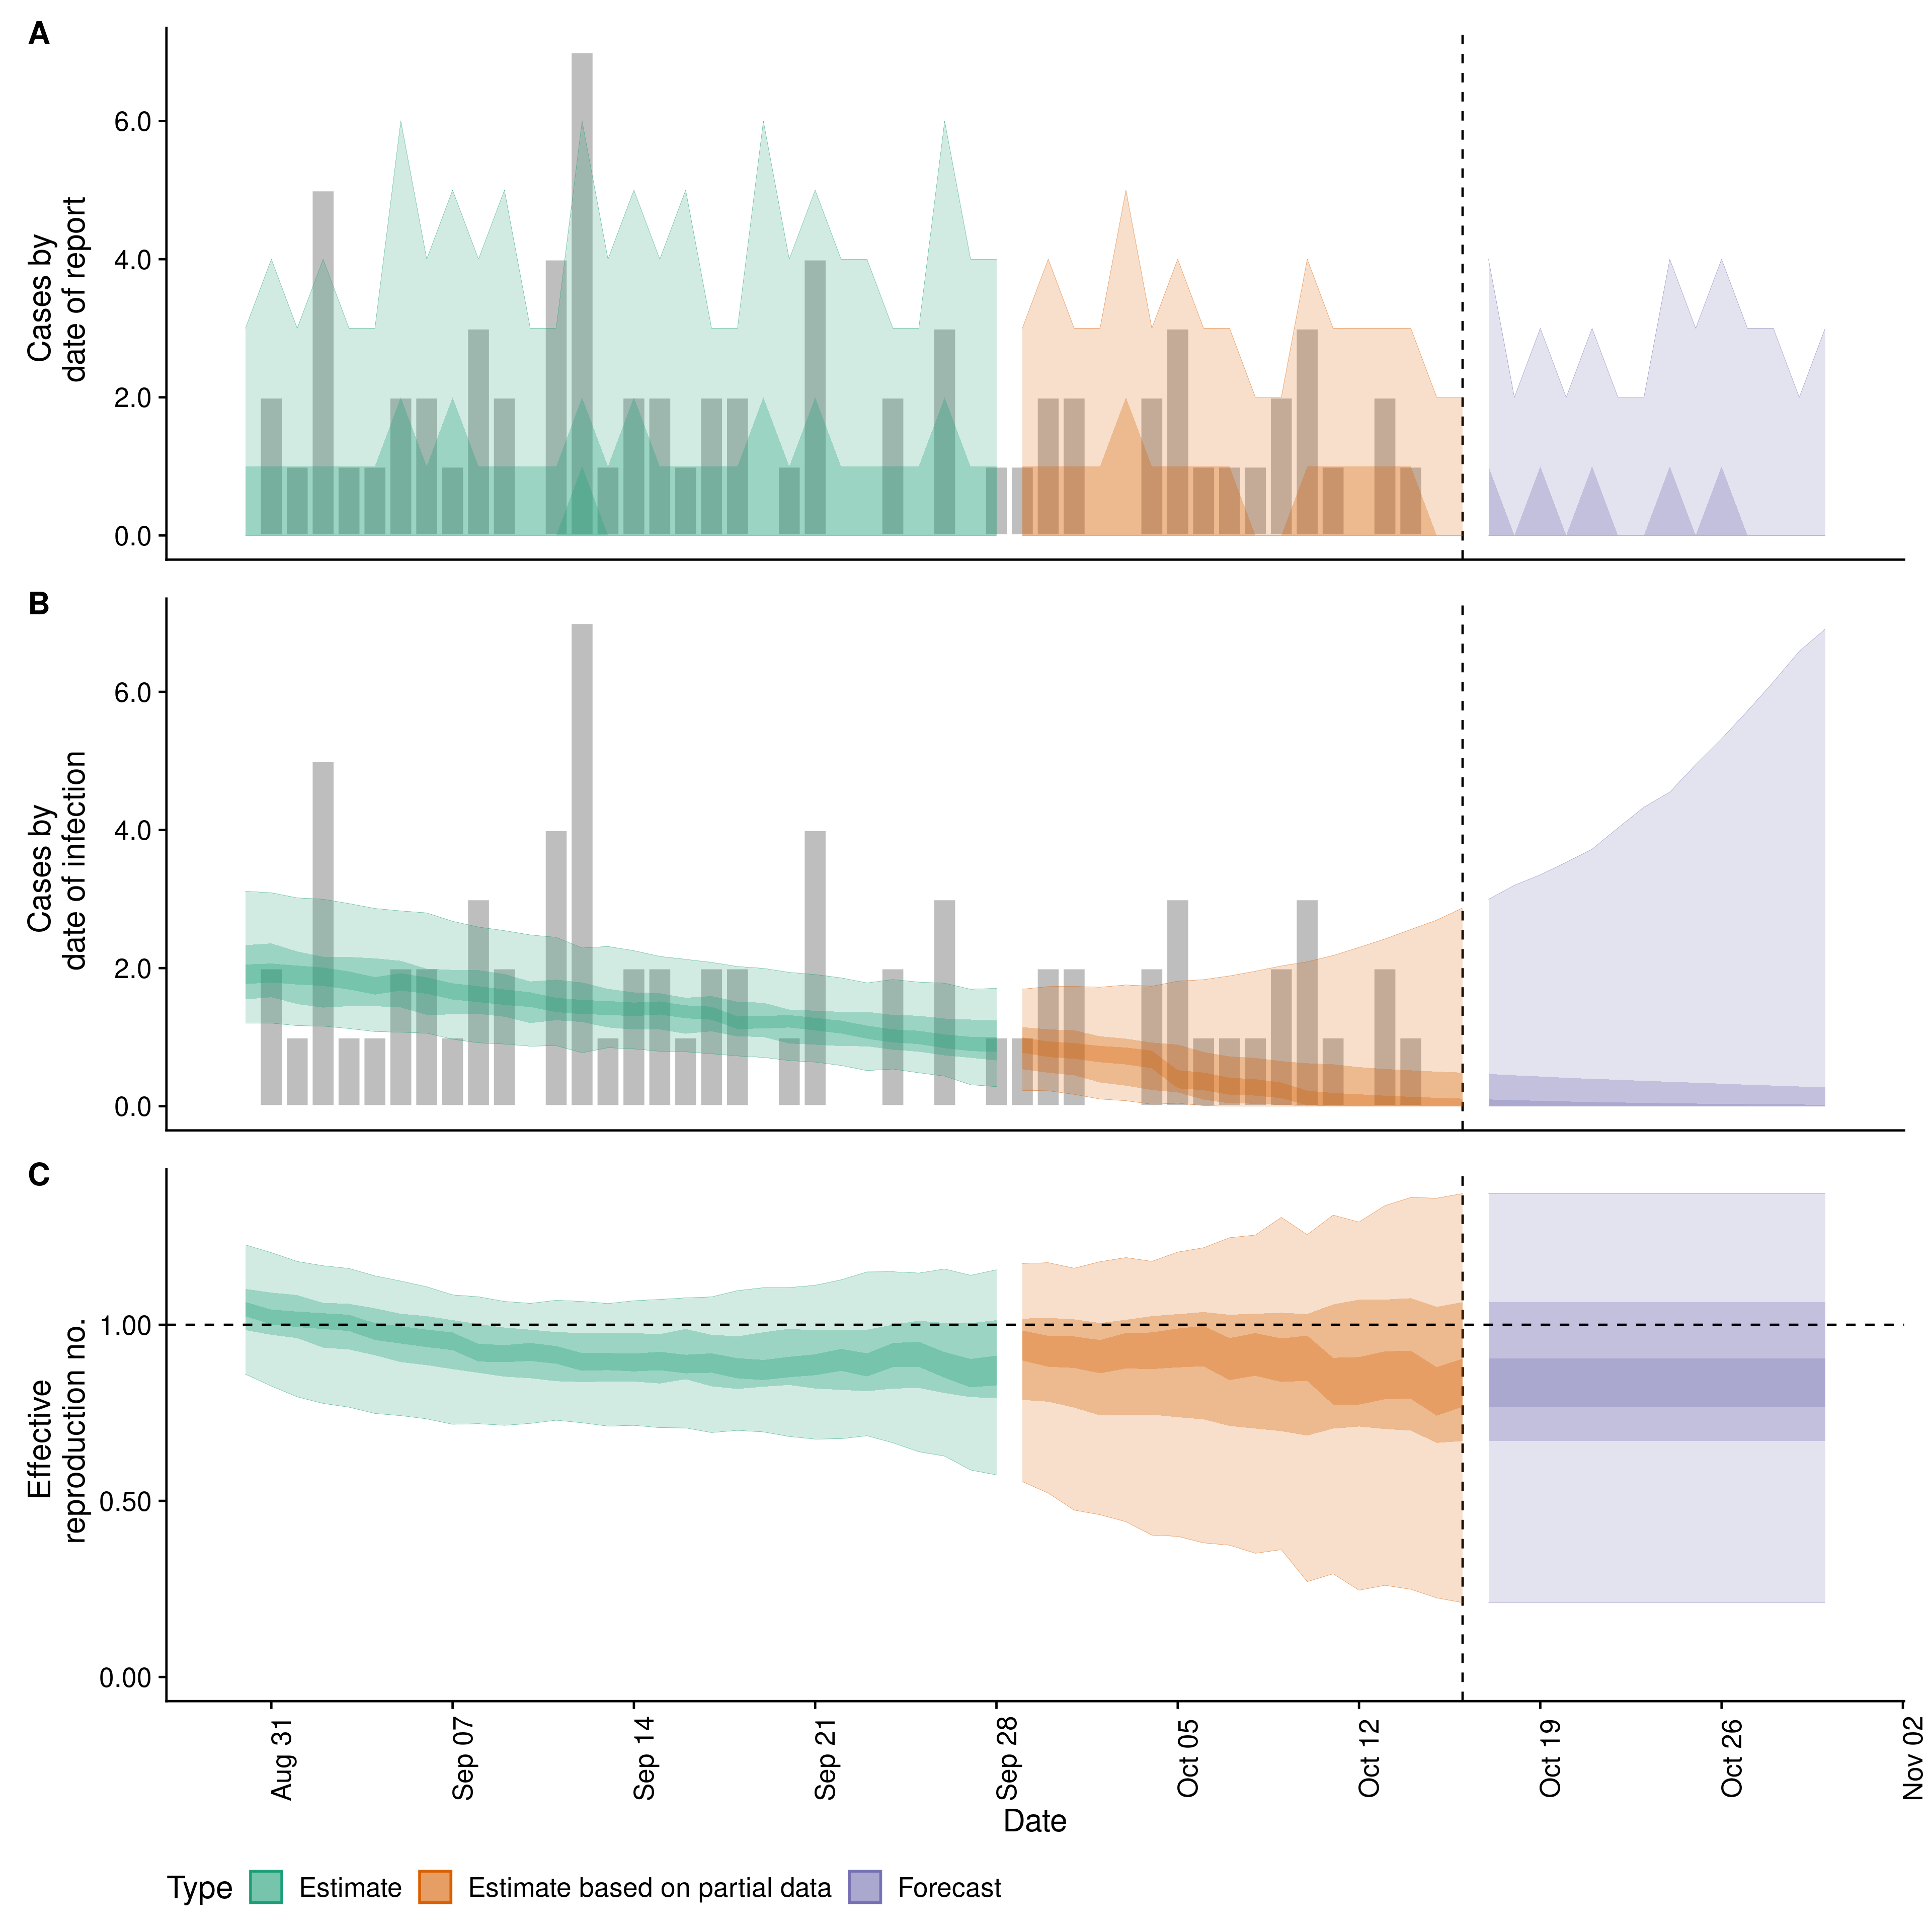 A
Cases by
date of report
6.0
4.0
2.0
0.0
B
Cases by
date of infection
6.0
4.0
2.0
0.0
C
Effective
reproduction no.
1.00
0.50
0.00
Aug 31
Sep 07
Sep 14
Sep 21
Sep 28
Oct 05
Oct 12
Oct 19
Oct 26
Nov 02
Date
Type Estimate Estimate based on partial data Forecast